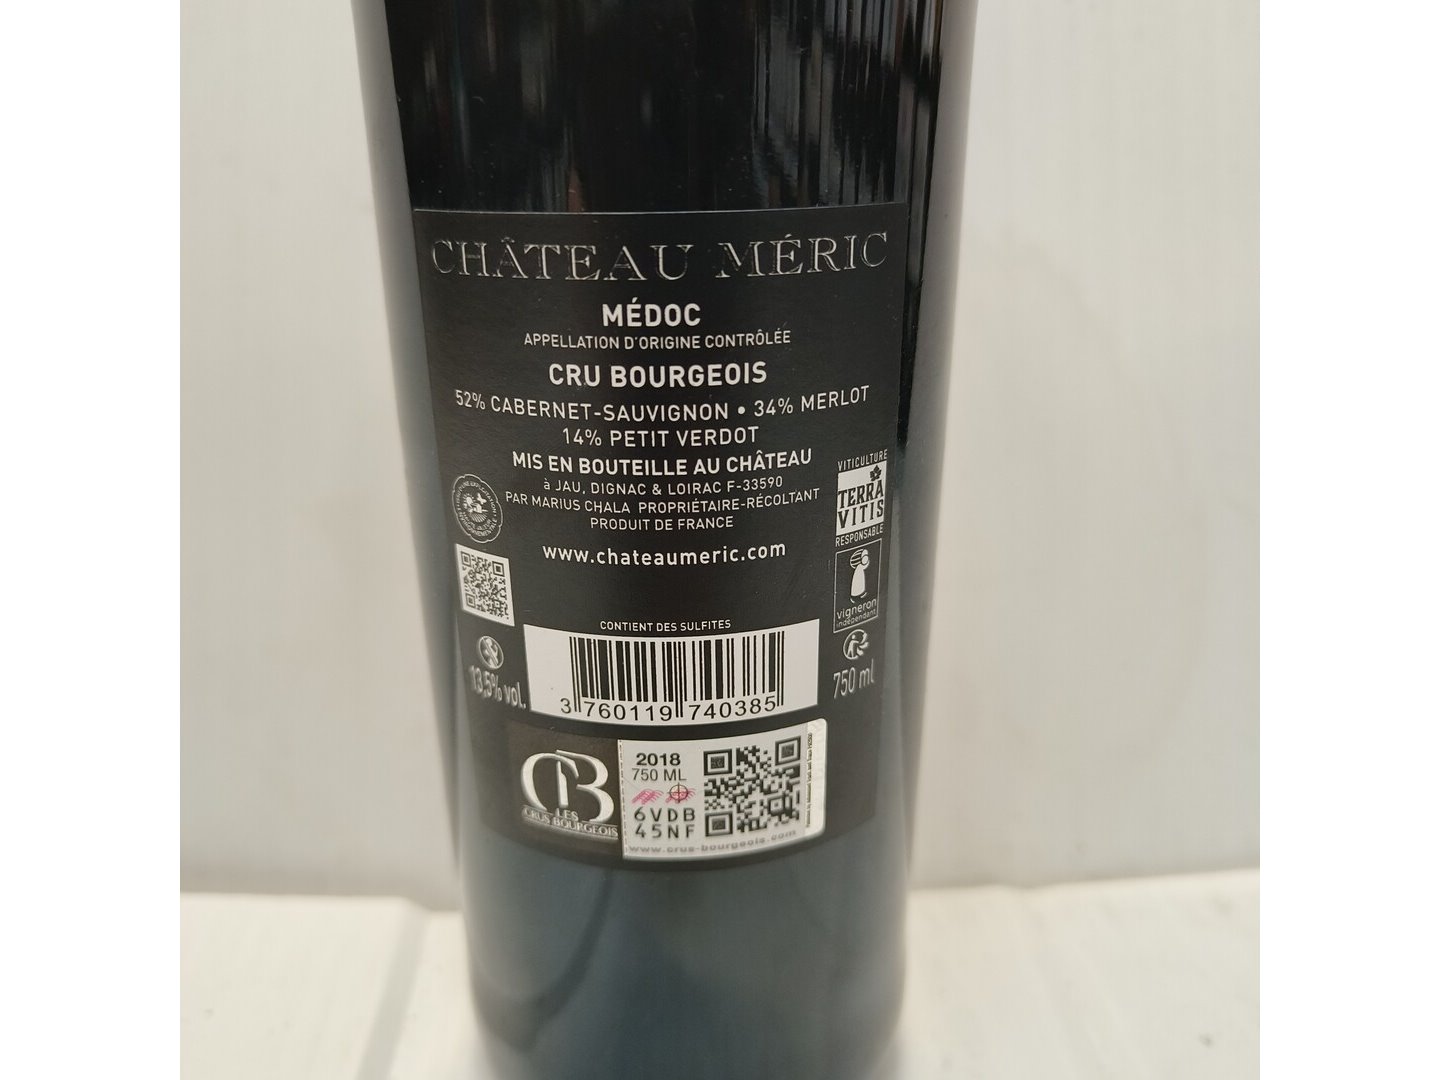 CHÂTEAU MÉRIC
MÉDOC
APPELLATION D'ORIGINE CONTRÔLÉE
CRU BOURGEOIS
52% CABERNET-SAUVIGNON • 34% MERLOT
14% PETIT VERDOT
MIS EN BOUTEILLE AU CHÂTEAU
à JAU, DIGNAC & LOIRAC F-33590
PAR MARIUS CHALA PROPRIÉTAIRE-RÉCOLTANT
PRODUIT DE FRANCE
www.chateaumeric.com
VITICULTURE
TERRA
VITIS
RESPONSABLE
vigneron
indépendant
CONTIENT DES SULFITES
13,5% vol.
750 ml
3 760119 740385
CB
LES
CRUS BOURGEOIS
2018
750 ML
6VDB
45NF
www.crus-bourgeois.com